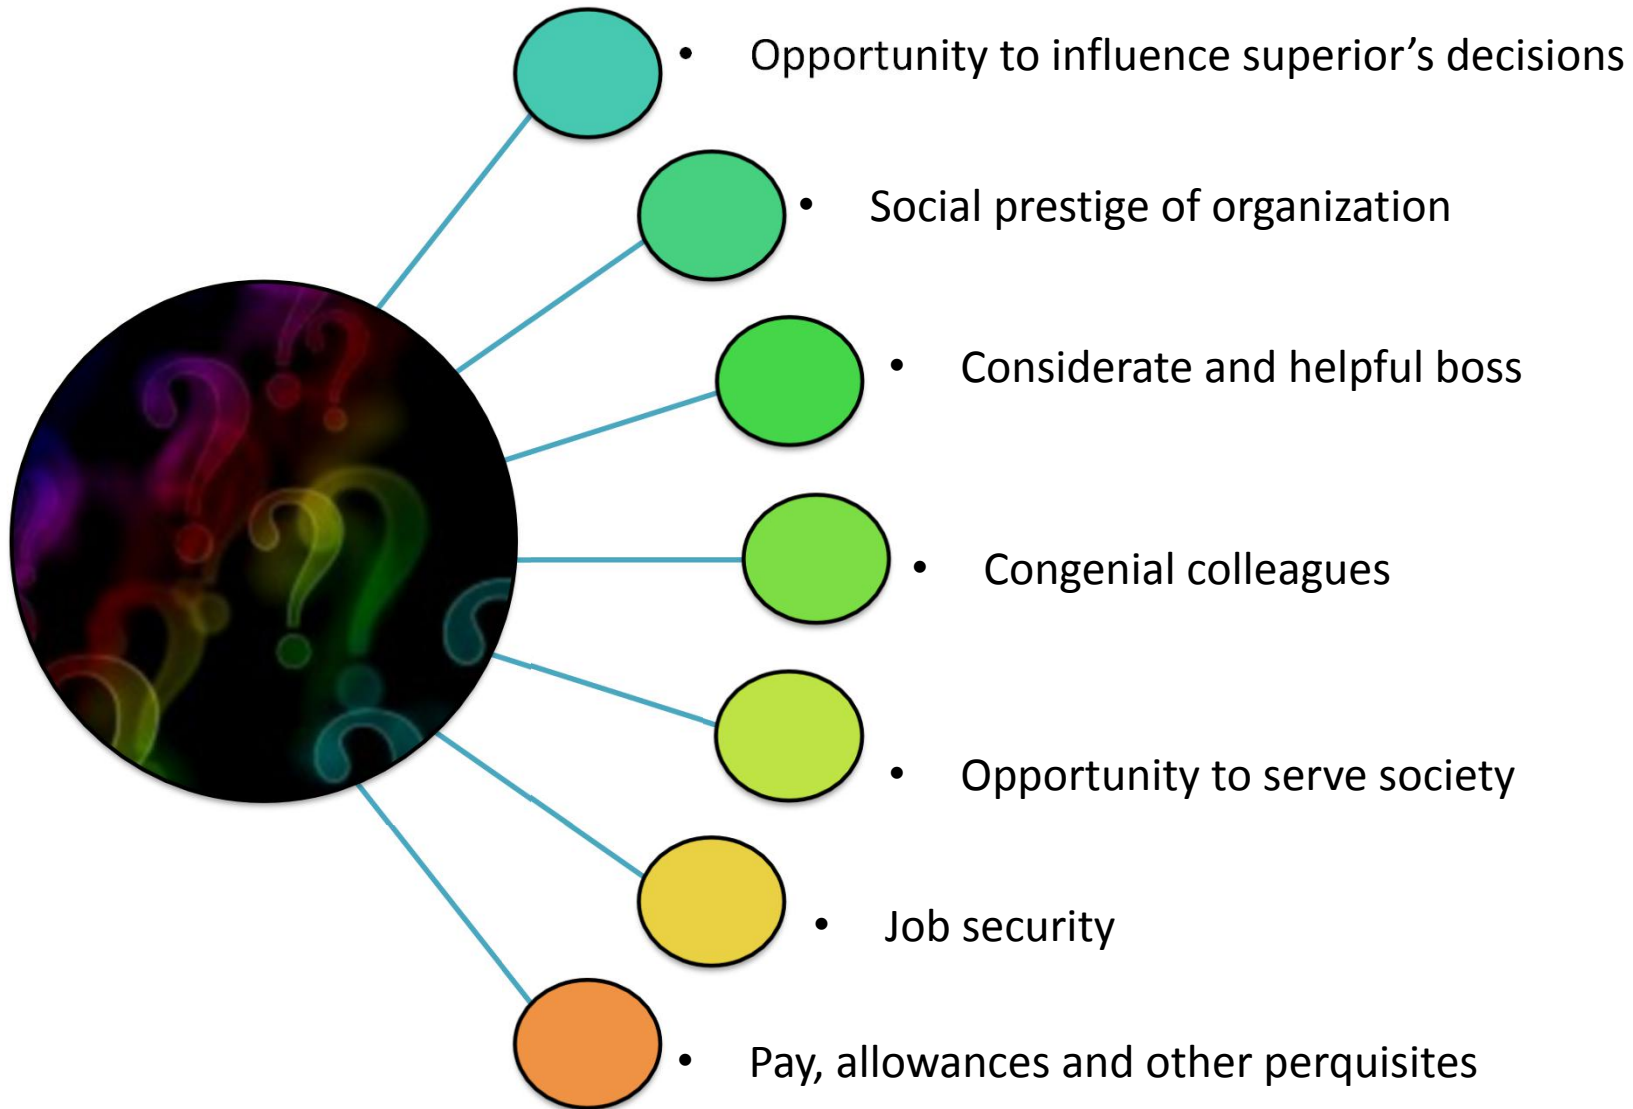 • Opportunity to influence superior’s decisions
• Social prestige of organization
• Considerate and helpful boss
• Congenial colleagues
• Opportunity to serve society
• Job security
• Pay, allowances and other perquisites